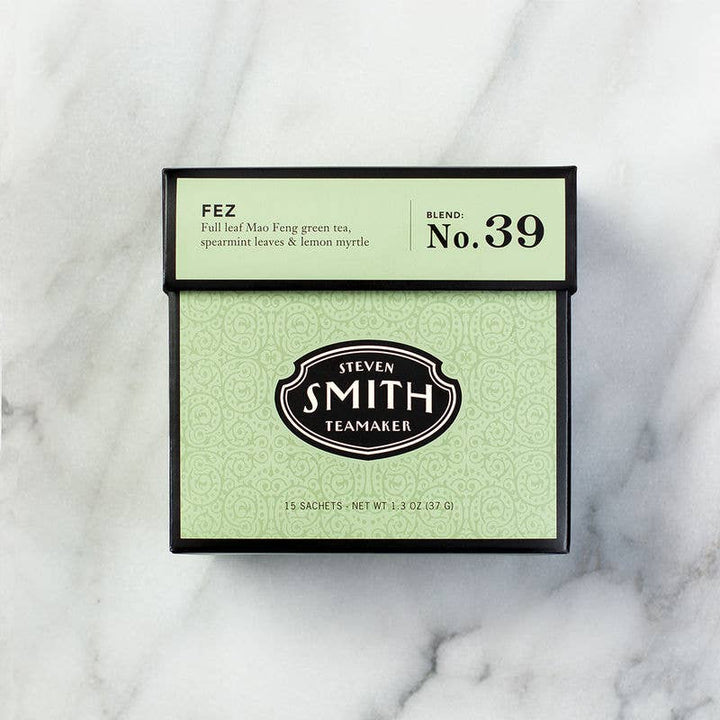 FEZ
Full leaf Mao Feng green tea,
spearmint leaves & lemon myrtle
BLEND:
No. 39
STEVEN
SMITH
TEAMAKER
15 SACHETS - NET WT 1.3 OZ (37 G)